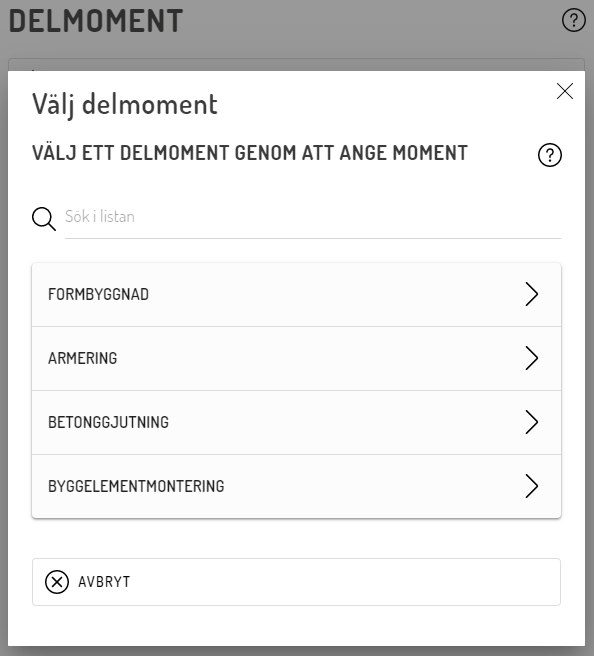 DELMOMENT
Välj delmoment
VÄLJ ETT DELMOMENT GENOM ATT ANGE MOMENT
Sök i listan
FORMBYGGNAD
ARMERING
BETONGGJUTNING
BYGGELEMENTMONTERING
AVBRYT